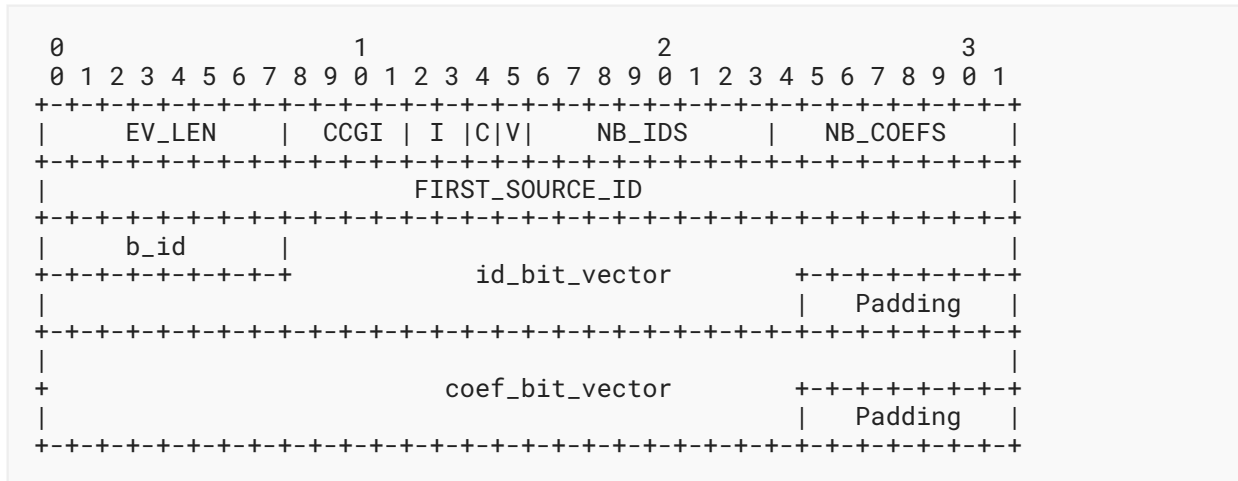 0                   1                   2                   3
 0 1 2 3 4 5 6 7 8 9 0 1 2 3 4 5 6 7 8 9 0 1 2 3 4 5 6 7 8 9 0 1
+-+-+-+-+-+-+-+-+-+-+-+-+-+-+-+-+-+-+-+-+-+-+-+-+-+-+-+-+-+-+-+-+
|     EV_LEN    |  CCGI | I |C|V|    NB_IDS     |   NB_COEFS    |
+-+-+-+-+-+-+-+-+-+-+-+-+-+-+-+-+-+-+-+-+-+-+-+-+-+-+-+-+-+-+-+-+
|                        FIRST_SOURCE_ID                        |
+-+-+-+-+-+-+-+-+-+-+-+-+-+-+-+-+-+-+-+-+-+-+-+-+-+-+-+-+-+-+-+-+
|     b_id      |                                               |
+-+-+-+-+-+-+-+-+            id_bit_vector        +-+-+-+-+-+-+-+
|                                                 |   Padding   |
+-+-+-+-+-+-+-+-+-+-+-+-+-+-+-+-+-+-+-+-+-+-+-+-+-+-+-+-+-+-+-+-+
|                                                               |
+                          coef_bit_vector        +-+-+-+-+-+-+-+
|                                                 |   Padding   |
+-+-+-+-+-+-+-+-+-+-+-+-+-+-+-+-+-+-+-+-+-+-+-+-+-+-+-+-+-+-+-+-+